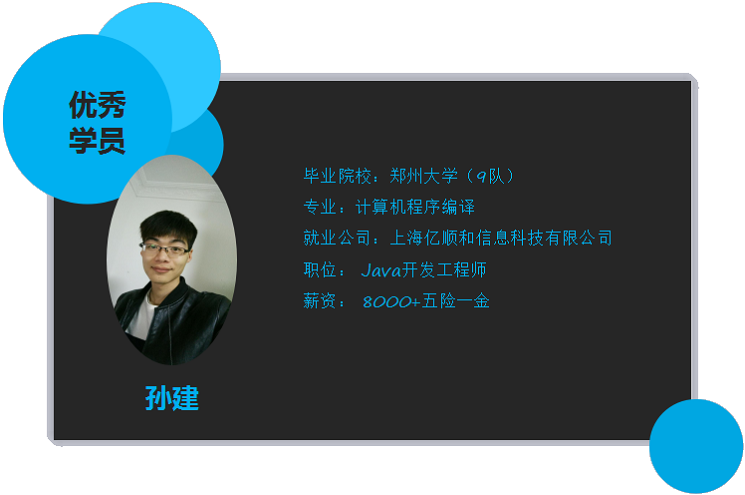 优秀
学员
毕业院校：郑州大学（9队）
专业：计算机程序编译
就业公司：上海亿顺和信息科技有限公司
职位： Java开发工程师
薪资： 8000+五险一金
孙建